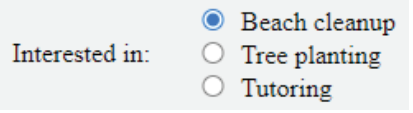 Beach cleanup
Interested in: Tree planting
Tutoring